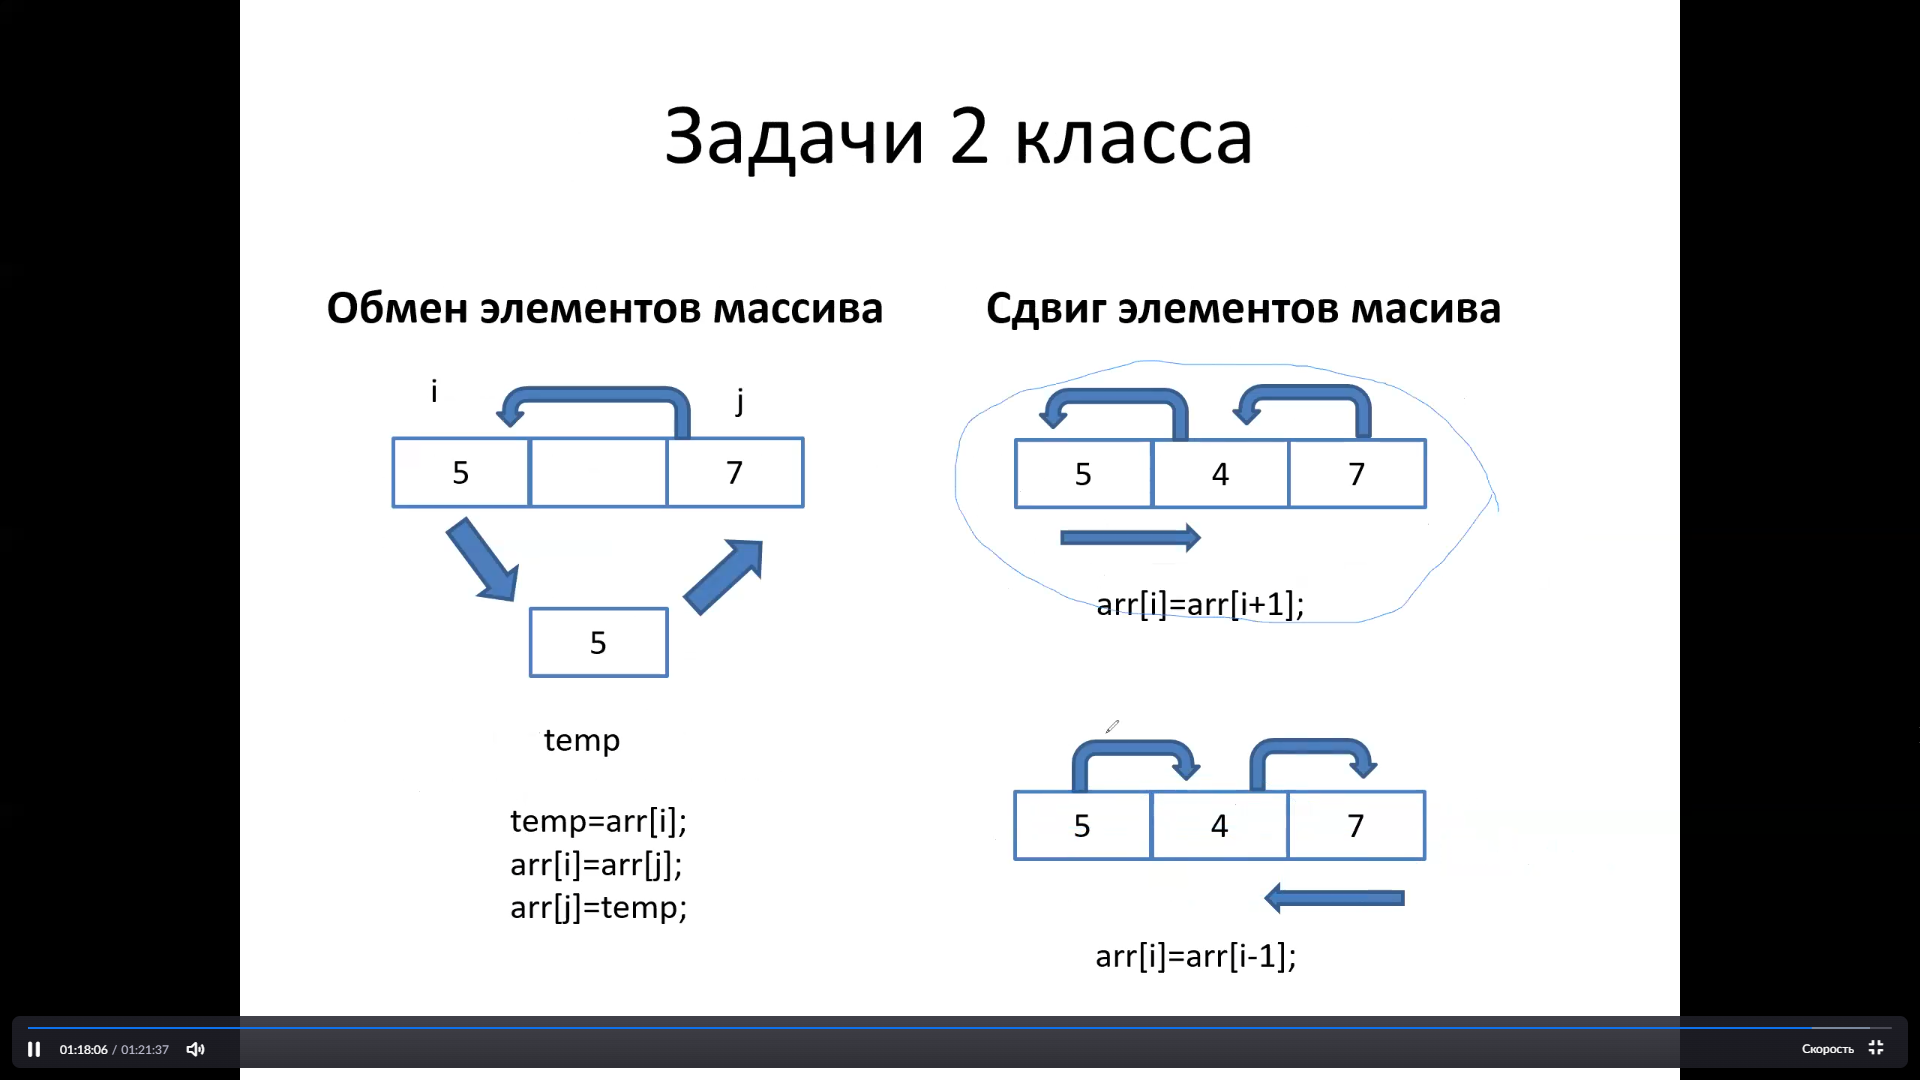 Задачи 2 класса
Обмен элементов массива
i
j
5
7
5
temp
temp=arr[i];
arr[i]=arr[j];
arr[j]=temp;
Сдвиг элементов масива
5 4 7
arr[i]=arr[i+1];
5 4 7
arr[i]=arr[i-1];
01:18:06 / 01:21:37
Скорость